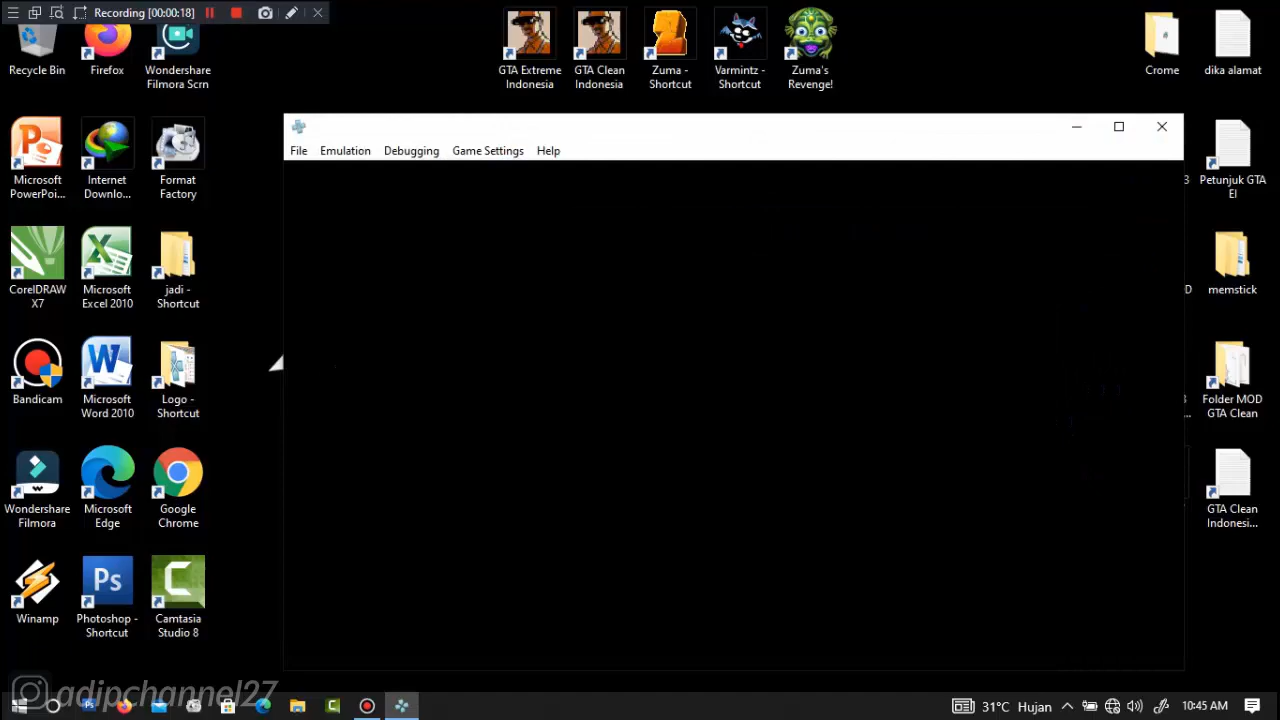 Recording [00:00:18]
Recycle Bin
Firefox
Wondershare
Filmora Scrn
GTA Extreme
Indonesia
GTA Clean
Indonesia
Zuma -
Shortcut
Varmintz -
Shortcut
Zuma's
Revenge!
Crome
dika alamat
File
Emulation
Debugging
Game Settings
Help
Microsoft
PowerPoi...
Internet
Downlo...
Format
Factory
3
Petunjuk GTA
EI
CorelDRAW
X7
Microsoft
Excel 2010
jadi -
Shortcut
D
memstick
Bandicam
Microsoft
Word 2010
Logo -
Shortcut
3
...
Folder MOD
GTA Clean
Wondershare
Filmora
Microsoft
Edge
Google
Chrome
GTA Clean
Indonesi...
Winamp
Ps
Photoshop -
Shortcut
Camtasia
Studio 8
adipchannel27
31°C Hujan
10:45 AM